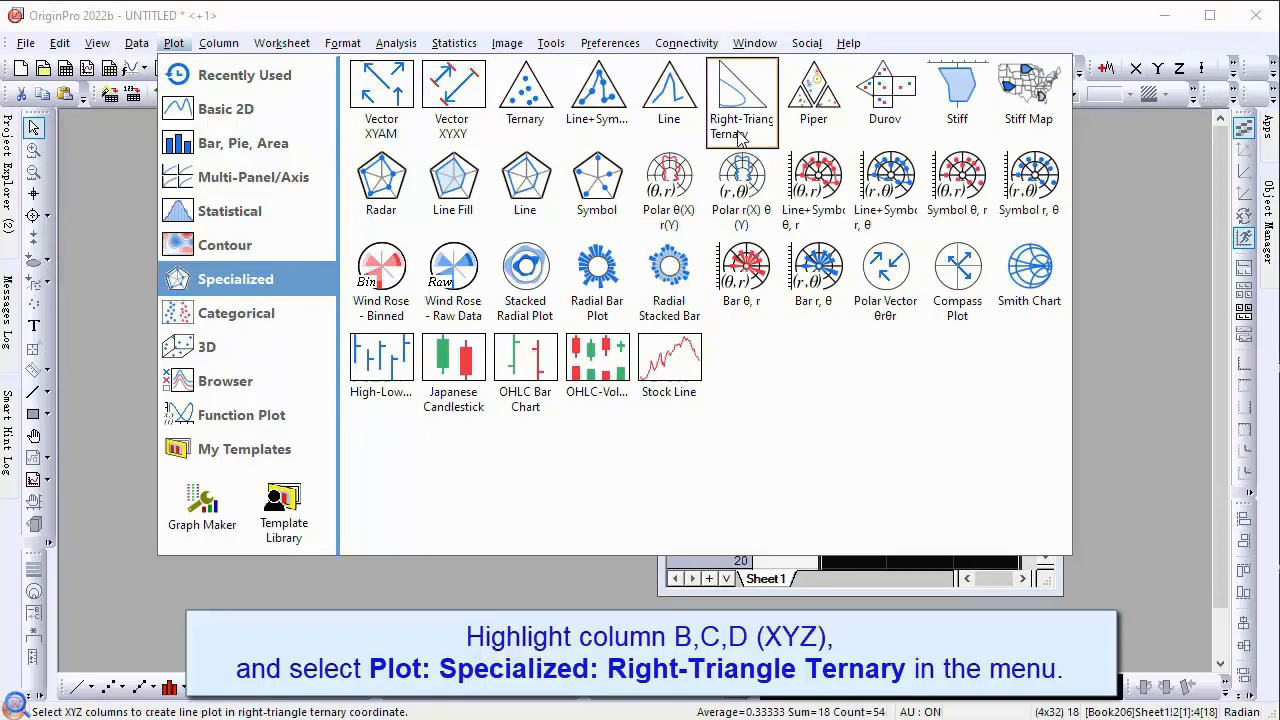 OriginPro 2022b - UNTITLED * <+1>
File Edit View Data Plot Column Worksheet Format Analysis Statistics Image Tools Preferences Connectivity Window Social Help
Recently Used
Basic 2D
Bar, Pie, Area
Multi-Panel/Axis
Statistical
Contour
Specialized
Categorical
3D
Browser
Function Plot
My Templates
Graph Maker
Template
Library
Vector
XYAM
Vector
XYXY
Ternary
Line+Sym...
Line
Right-Triang
Ternary
Piper
Durov
Stiff
Stiff Map
Radar
Line Fill
Line
Symbol
(θ, r)
Polar θ(X)
r(Y)
(r, θ)
Polar r(X) θ
(Y)
(θ, r)
Line+Symbc
θ, r
(r, θ)
Line+Symbc
r, θ
(θ, r)
Symbol θ, r
(r, θ)
Symbol r, θ
Bin
Wind Rose
- Binned
Raw
Wind Rose
- Raw Data
Stacked
Radial Plot
Radial Bar
Plot
Radial
Stacked Bar
(θ, r)
Bar θ, r
(r, θ)
Bar r, θ
Polar Vector
θrθr
Compass
Plot
Smith Chart
High-Low...
Japanese
Candlestick
OHLC Bar
Chart
OHLC-Vol...
Stock Line
Project Explorer (2)
Messages Log
Smart Hint Log
Apps
Object Manager
20
Sheet1
Highlight column B,C,D (XYZ),
and select Plot: Specialized: Right-Triangle Ternary in the menu.
Select XYZ columns to create line plot in right-triangle ternary coordinate.
Average=0.33333 Sum=18 Count=54 AU : ON (4x32) 18 [Book206]Sheet1!2[1]:4[18] Radian